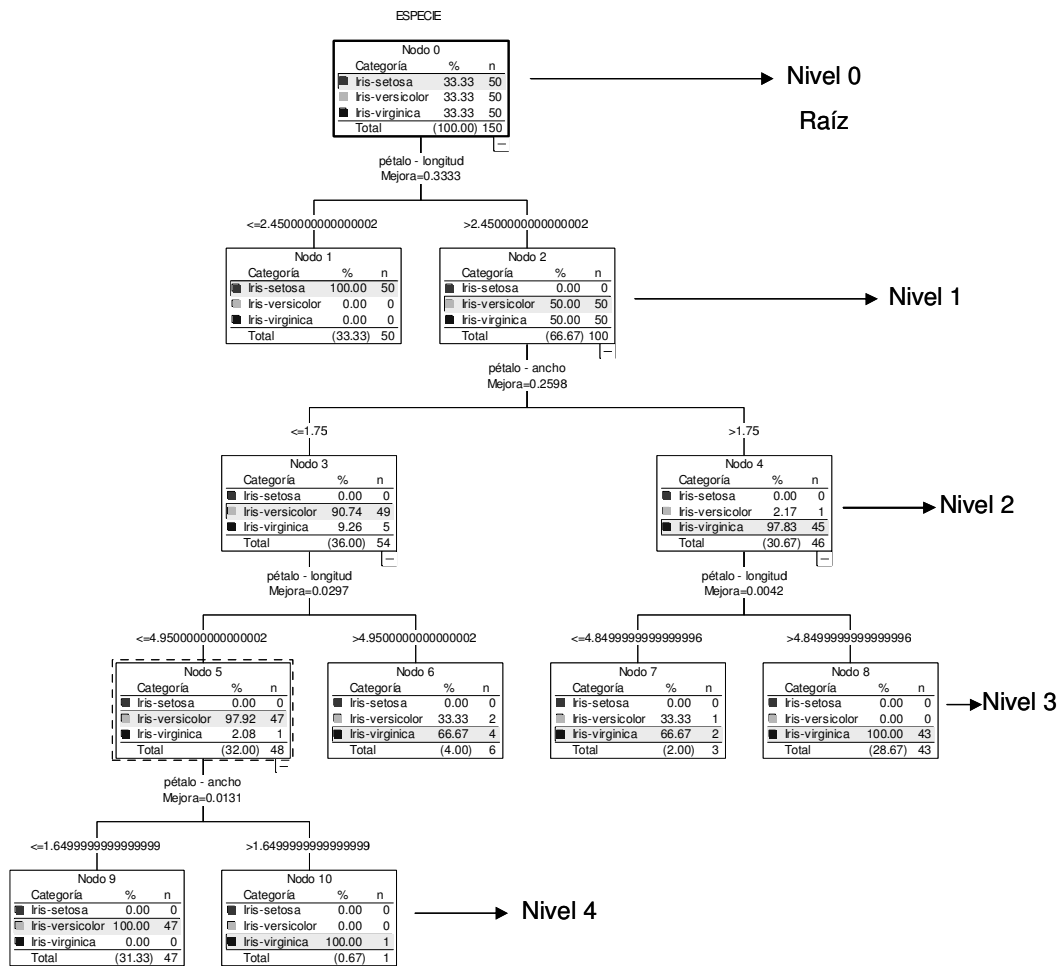 ESPECIE
Nodo 0
Categoría % n
Iris-setosa 33.33 50
Iris-versicolor 33.33 50
Iris-virginica 33.33 50
Total (100.00) 150
Nivel 0
Raíz
pétalo - longitud
Mejora=0.3333
<=2.4500000000000002
>2.4500000000000002
Nodo 1
Categoría % n
Iris-setosa 100.00 50
Iris-versicolor 0.00 0
Iris-virginica 0.00 0
Total (33.33) 50
Nodo 2
Categoría % n
Iris-setosa 0.00 0
Iris-versicolor 50.00 50
Iris-virginica 50.00 50
Total (66.67) 100
Nivel 1
pétalo - ancho
Mejora=0.2598
<=1.75
>1.75
Nodo 3
Categoría % n
Iris-setosa 0.00 0
Iris-versicolor 90.74 49
Iris-virginica 9.26 5
Total (36.00) 54
Nodo 4
Categoría % n
Iris-setosa 0.00 0
Iris-versicolor 2.17 1
Iris-virginica 97.83 45
Total (30.67) 46
Nivel 2
pétalo - longitud
Mejora=0.0297
pétalo - longitud
Mejora=0.0042
<=4.9500000000000002
>4.9500000000000002
<=4.8499999999999996
>4.8499999999999996
Nodo 5
Categoría % n
Iris-setosa 0.00 0
Iris-versicolor 97.92 47
Iris-virginica 2.08 1
Total (32.00) 48
Nodo 6
Categoría % n
Iris-setosa 0.00 0
Iris-versicolor 33.33 2
Iris-virginica 66.67 4
Total (4.00) 6
Nodo 7
Categoría % n
Iris-setosa 0.00 0
Iris-versicolor 33.33 1
Iris-virginica 66.67 2
Total (2.00) 3
Nodo 8
Categoría % n
Iris-setosa 0.00 0
Iris-versicolor 0.00 0
Iris-virginica 100.00 43
Total (28.67) 43
Nivel 3
pétalo - ancho
Mejora=0.0131
<=1.6499999999999999
>1.6499999999999999
Nodo 9
Categoría % n
Iris-setosa 0.00 0
Iris-versicolor 100.00 47
Iris-virginica 0.00 0
Total (31.33) 47
Nodo 10
Categoría % n
Iris-setosa 0.00 0
Iris-versicolor 0.00 0
Iris-virginica 100.00 1
Total (0.67) 1
Nivel 4